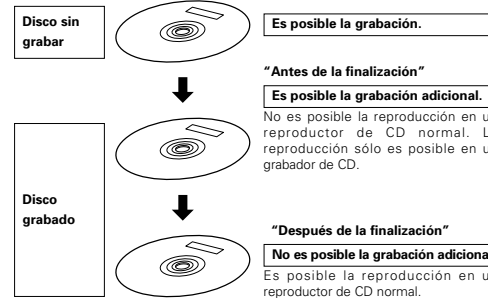 Disco sin
grabar
Es posible la grabación.
“Antes de la finalización”
Es posible la grabación adicional.
No es posible la reproducción en u
reproductor de CD normal. L
reproducción sólo es posible en u
grabador de CD.
Disco
grabado
“Después de la finalización”
No es posible la grabación adiciona
Es posible la reproducción en u
reproductor de CD normal.